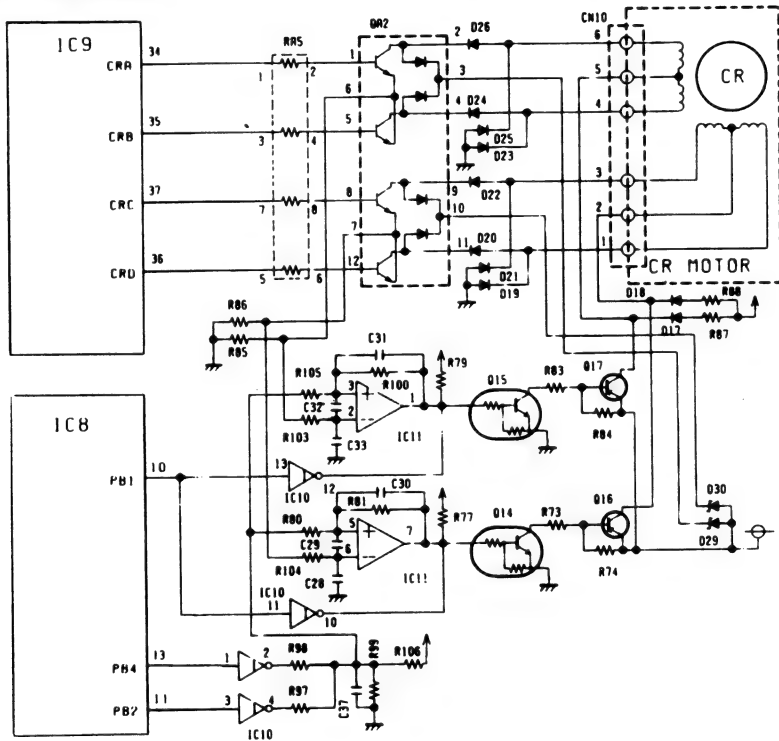 IC9
CRA
34
CRB
35
CRC
37
CRD
36
RA5
1
2
3
4
7
8
5
6
QA2
1
6
5
8
7
12
2
3
4
9
10
11
D26
D24
D25
D23
D22
D20
D21
D19
CN10
6
5
4
3
2
1
CR
CR MOTOR
D18
D17
R88
R87
R86
R85
C31
R100
R105
C32
R103
C33
3
2
1
+
-
IC11
R79
Q15
R83
Q17
R84
IC8
PB1
10
13
12
IC10
C30
R81
R80
C29
R104
C28
5
6
7
+
-
IC11
R77
Q14
R73
Q16
R74
D30
D29
IC10
11
10
PB4
13
1
2
R98
PB2
11
3
4
R97
IC10
C37
R99
R106